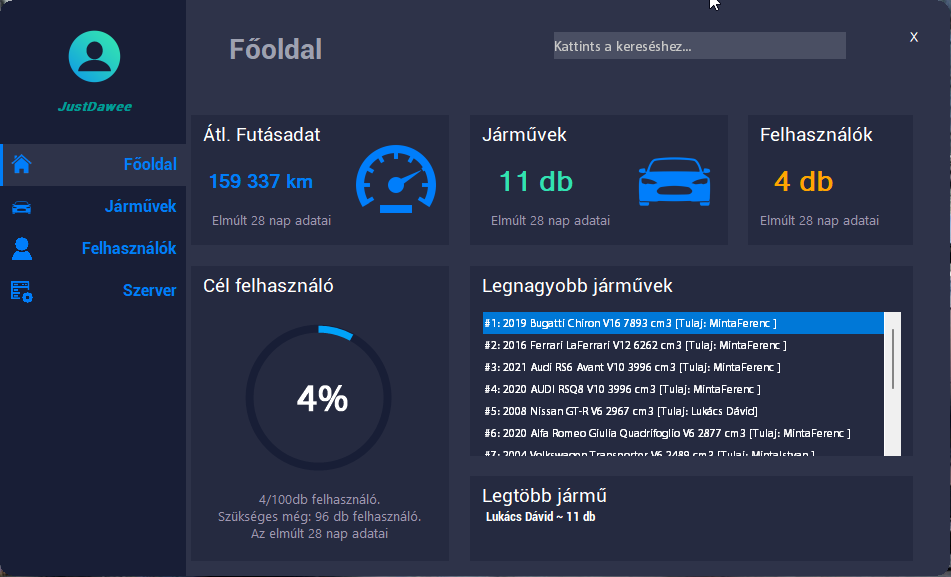 JustDawee
Főoldal
Járművek
Felhasználók
Szerver
Főoldal
Kattints a kereséshez...
X
Átl. Futásadat
159 337 km
Elmúlt 28 nap adatai
Járművek
11 db
Elmúlt 28 nap adatai
Felhasználók
4 db
Elmúlt 28 nap adatai
Cél felhasználó
4%
4/100db felhasználó.
Szükséges még: 96 db felhasználó.
Az elmúlt 28 nap adatai
Legnagyobb járművek
#1: 2019 Bugatti Chiron V16 7893 cm3 [Tulaj: MintaFerenc ]
#2: 2016 Ferrari LaFerrari V12 6262 cm3 [Tulaj: MintaFerenc ]
#3: 2021 Audi RS6 Avant V10 3996 cm3 [Tulaj: MintaFerenc ]
#4: 2020 AUDI RSQ8 V10 3996 cm3 [Tulaj: MintaFerenc ]
#5: 2008 Nissan GT-R V6 2967 cm3 [Tulaj: Lukács Dávid]
#6: 2020 Alfa Romeo Giulia Quadrifoglio V6 2877 cm3 [Tulaj: MintaFerenc ]
#7: 2004 Volkswagen Transporter V6 2489 cm3 [Tulaj: MintaIstvan ]
Legtöbb jármű
Lukács Dávid ~ 11 db